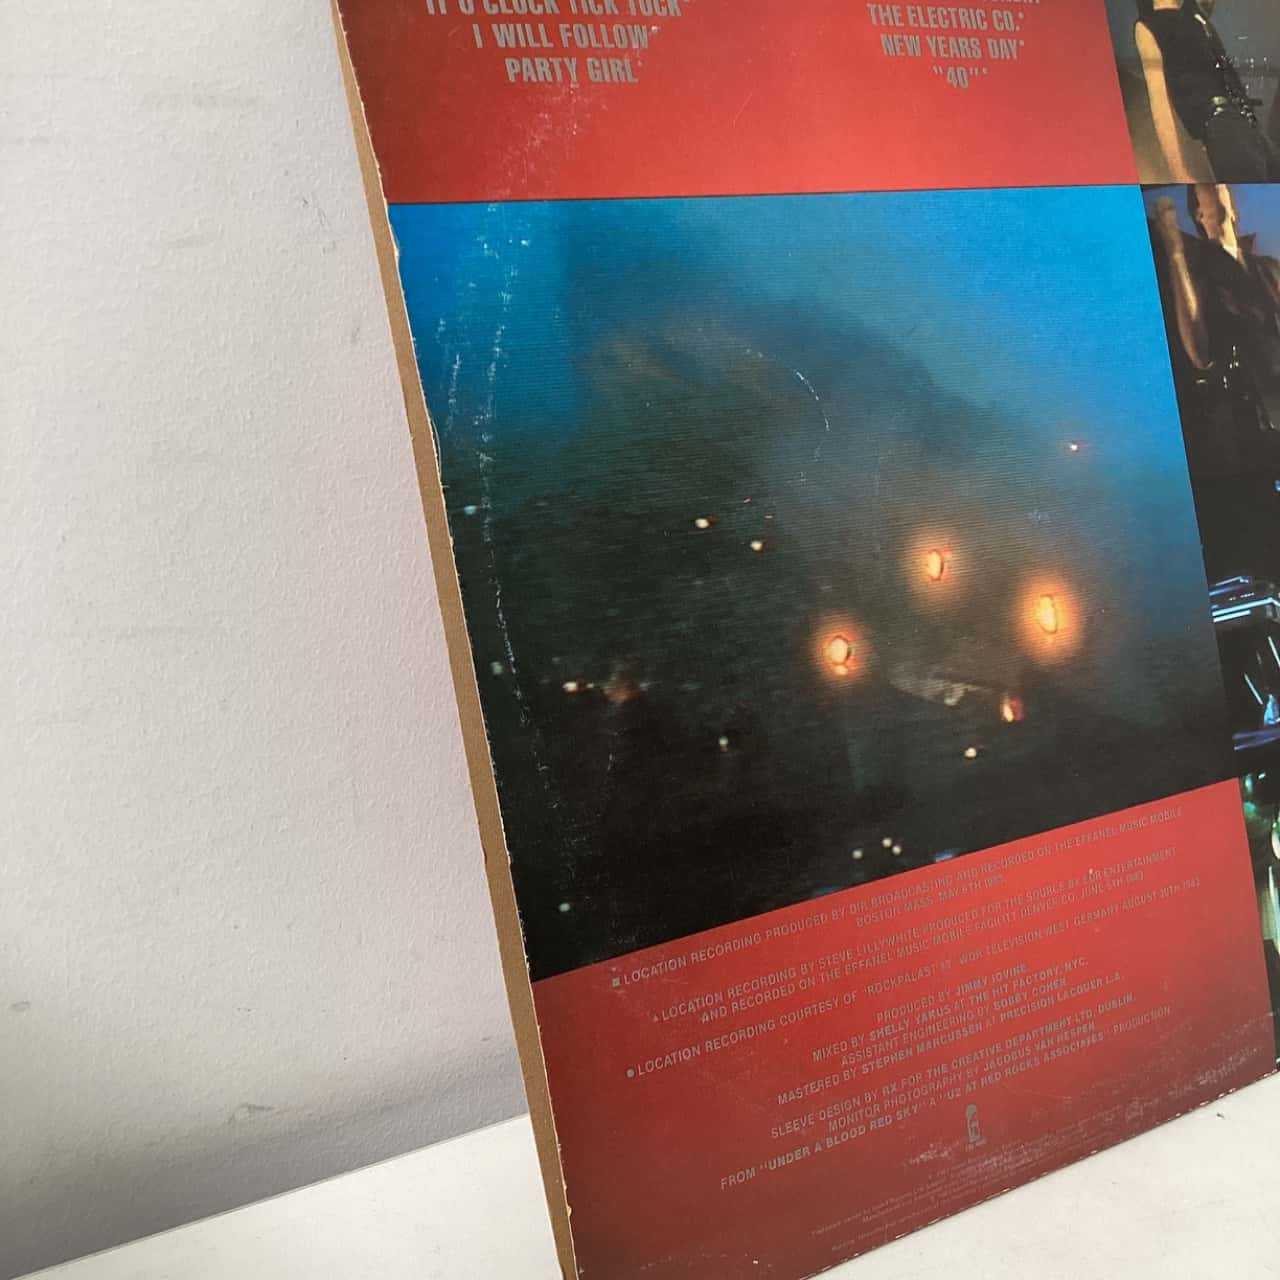 11 O'CLOCK TICK TOCK
I WILL FOLLOW
PARTY GIRL
THE ELECTRIC CO.
NEW YEARS DAY
"40"
■ LOCATION RECORDING PRODUCED BY DIR BROADCASTING AND RECORDED ON THE EFFANEL MUSIC MOBILE
BOSTON MASS. MAY 6TH 1983.
▲ LOCATION RECORDING BY STEVE LILLYWHITE PRODUCED FOR THE SOURCE BY ENTERTAINMENT
AND RECORDED ON THE EFFANEL MUSIC MOBILE FACILITY DENVER CO. JUNE 5TH 1983.
● LOCATION RECORDING COURTESY OF "ROCKPALAST" TELEVISION WEST GERMANY AUGUST 20TH 1983.
PRODUCED BY JIMMY IOVINE
MIXED BY SHELLY YAKUS AT THE HIT FACTORY, NYC.
ASSISTANT ENGINEERING BY BOBBY COHEN
MASTERED BY STEPHEN MARCUSSEN AT PRECISION LACQUER L.A.
SLEEVE DESIGN BY RX FOR THE CREATIVE DEPARTMENT LTD. DUBLIN.
MONITOR PHOTOGRAPHY BY JACOBUS VAN HESPEN
FROM "UNDER A BLOOD RED SKY" A "U2 AT RED ROCKS ASSOCIATES" PRODUCTION